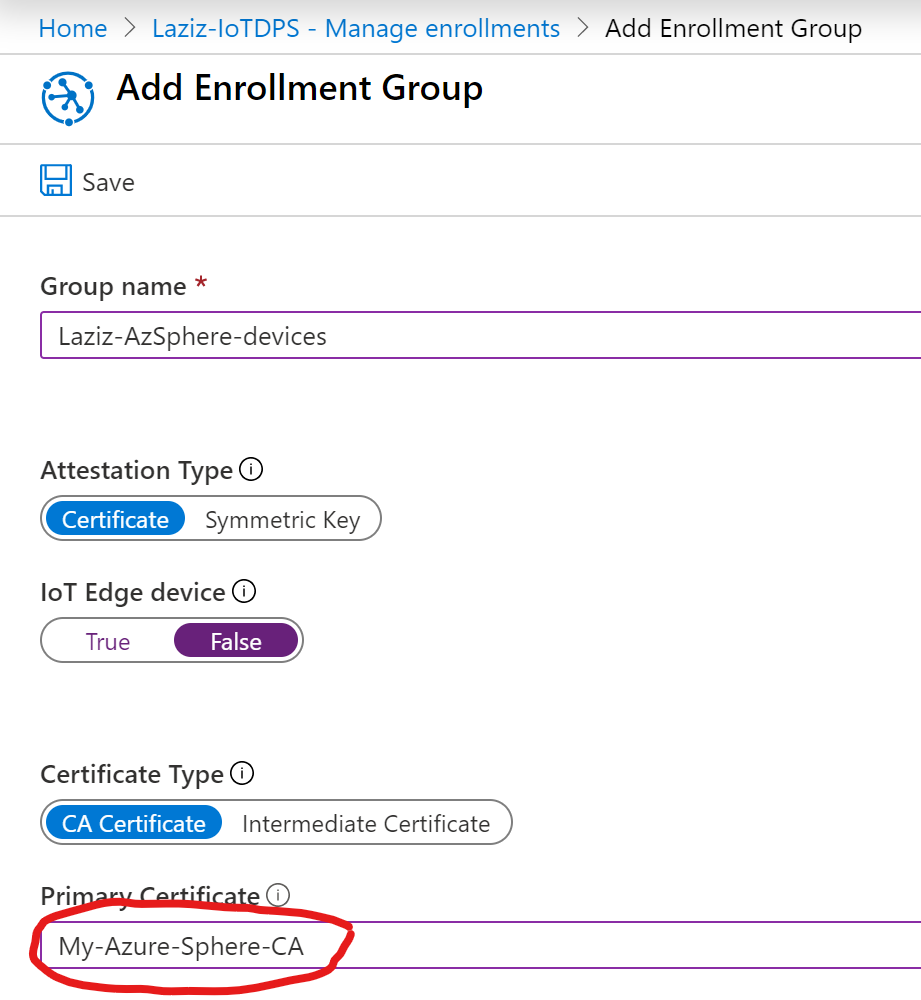 Home > Laziz-IoTDPS - Manage enrollments > Add Enrollment Group
Add Enrollment Group
Save
Group name *
Laziz-AzSphere-devices
Attestation Type
Certificate Symmetric Key
IoT Edge device
True False
Certificate Type
CA Certificate Intermediate Certificate
Primary Certificate
My-Azure-Sphere-CA